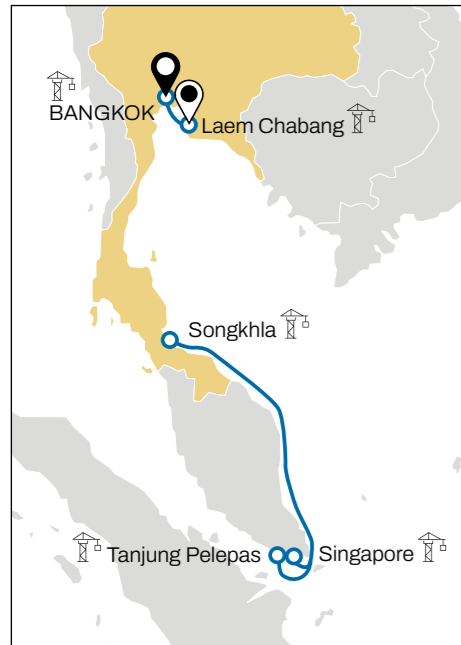 BANGKOK
Laem Chabang
Songkhla
Tanjung Pelepas
Singapore